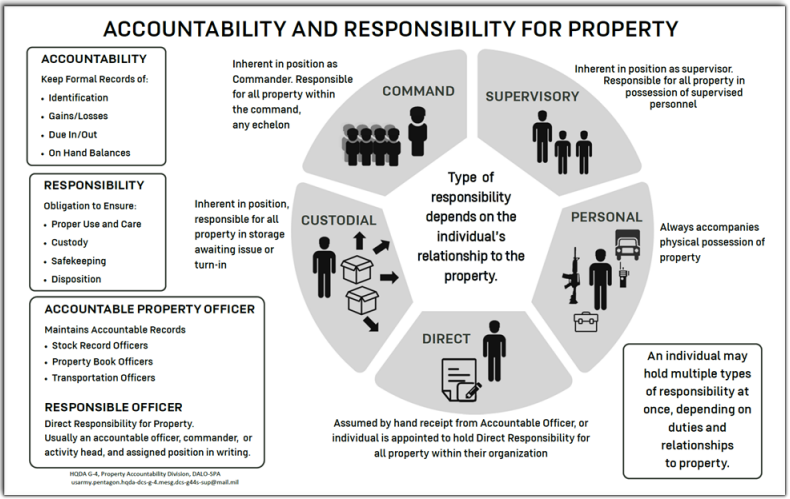 ACCOUNTABILITY AND RESPONSIBILITY FOR PROPERTY
ACCOUNTABILITY
Keep Formal Records of:
• Identification
• Gains/Losses
• Due In/Out
• On Hand Balances
RESPONSIBILITY
Obligation to Ensure:
• Proper Use and Care
• Custody
• Safekeeping
• Disposition
ACCOUNTABLE PROPERTY OFFICER
Maintains Accountable Records
• Stock Record Officers
• Property Book Officers
• Transportation Officers
RESPONSIBLE OFFICER
Direct Responsibility for Property.
Usually an accountable officer, commander, or
activity head, and assigned position in writing.
HQDA G-4, Property Accountability Division, DALO-SPA
usarmy.pentagon.hqda-dcs-g-4.mesg.dcs-g44s-sup@mail.mil
Inherent in position as
Commander. Responsible
for all property within
the command,
any echelon
COMMAND
SUPERVISORY
Inherent in position as supervisor.
Responsible for all property in
possession of supervised
personnel
Type of
responsibility
depends on the
individual's
relationship to the
property.
Inherent in position,
responsible for all
property in storage
awaiting issue or
turn-in
CUSTODIAL
PERSONAL
Always accompanies
physical possession of
property
DIRECT
Assumed by hand receipt from Accountable Officer, or
individual is appointed to hold Direct Responsibility for
all property within their organization
An individual may
hold multiple types
of responsibility at
once, depending on
duties and
relationships
to property.